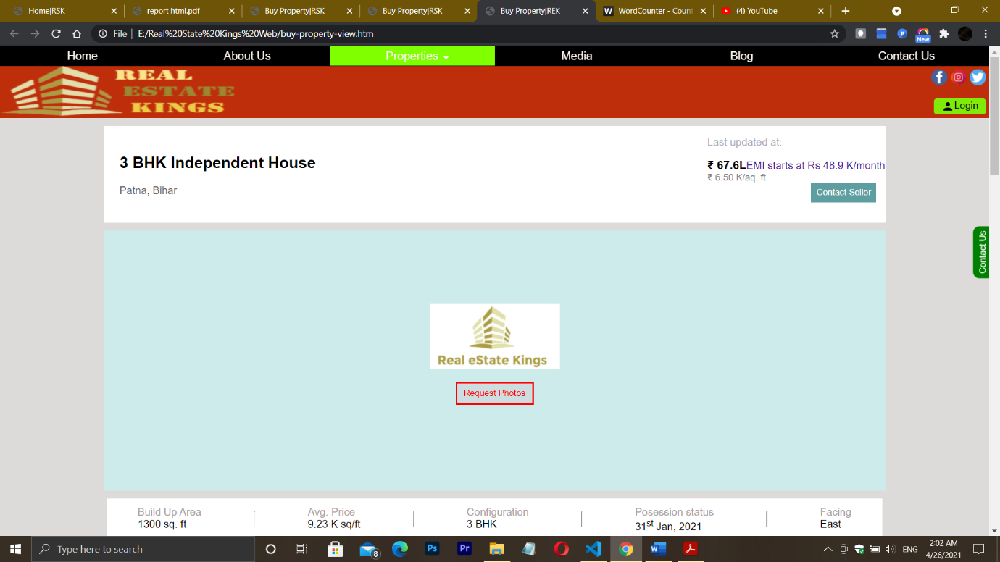 Home|RSK
report html.pdf
Buy Property|RSK
Buy Property|RSK
Buy Property|REK
WordCounter - Count
(4) YouTube
File | E:/Real%20State%20Kings%20Web/buy-property-view.htm
New
Home
About Us
Properties
Media
Blog
Contact Us
REAL
ESTATE
KINGS
Login
3 BHK Independent House
Patna, Bihar
Last updated at:
₹ 67.6LEMI starts at Rs 48.9 K/month
₹ 6.50 K/aq. ft
Contact Seller
Contact Us
Real eState Kings
Request Photos
Build Up Area
1300 sq. ft
Avg. Price
9.23 K sq/ft
Configuration
3 BHK
Posession status
31st Jan, 2021
Facing
East
Type here to search
8
Ps
Pr
ENG
2:02 AM
4/26/2021